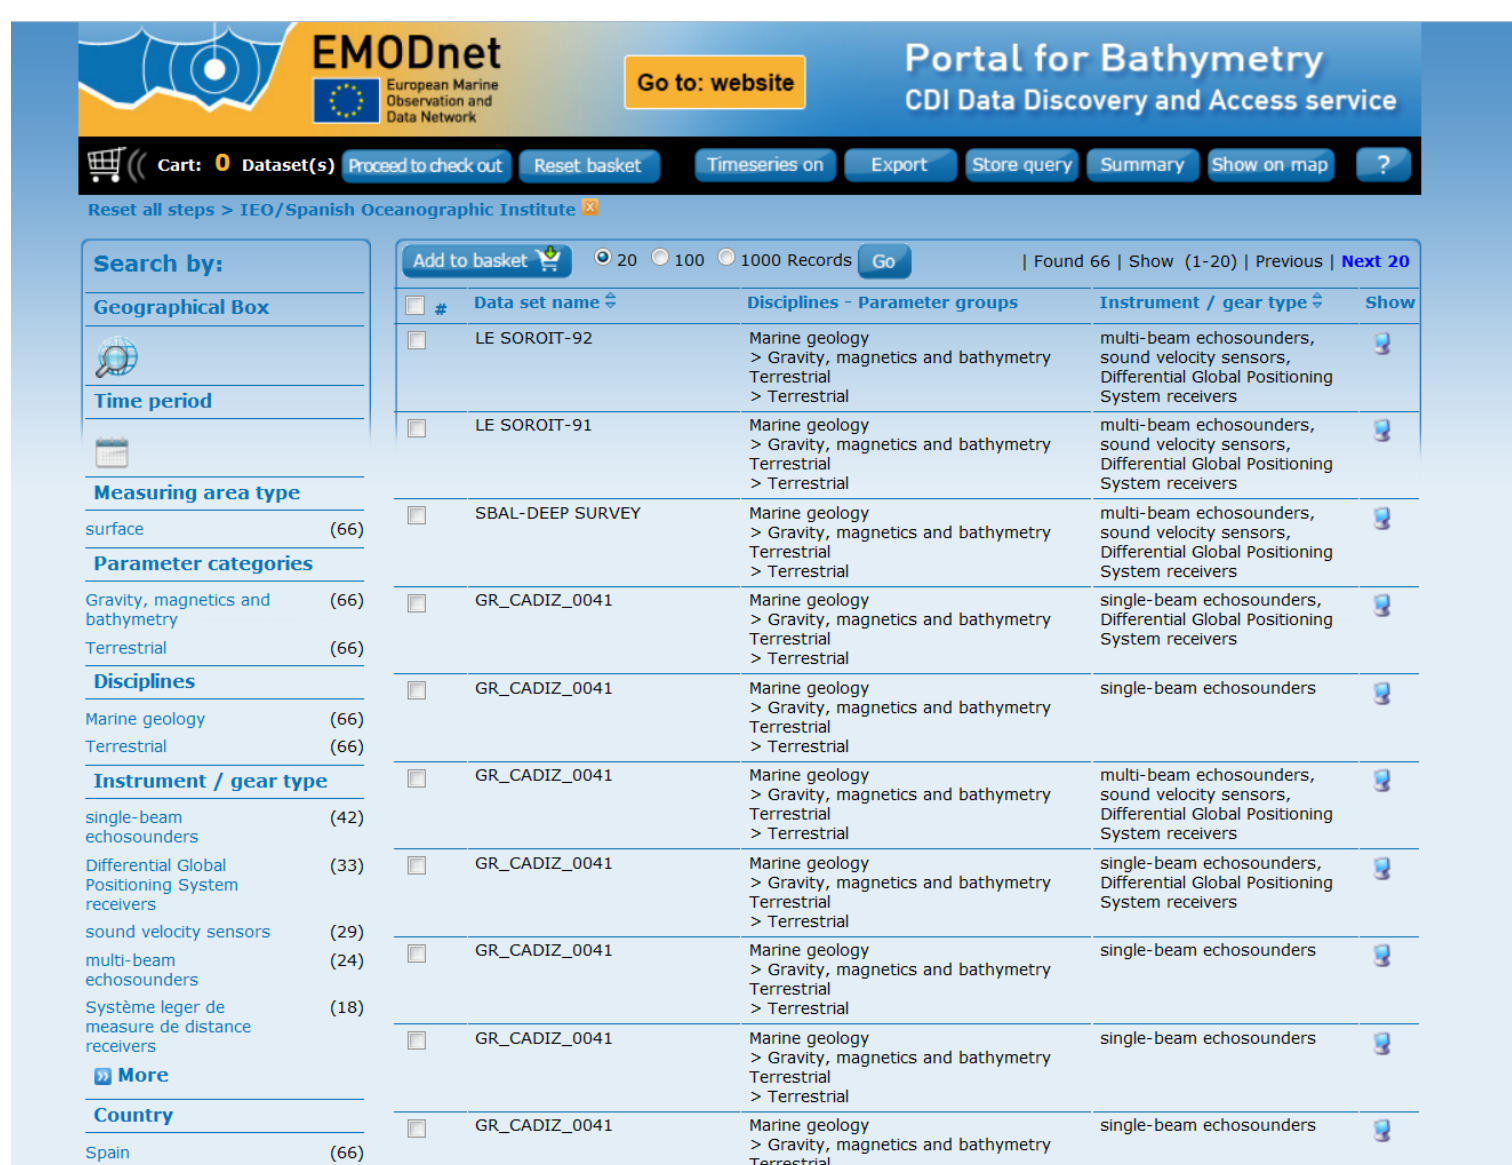 EMODnet
European Marine
Observation and
Data Network
Go to: website
Portal for Bathymetry
CDI Data Discovery and Access service
Cart: 0 Dataset(s) Proceed to check out Reset basket Timeseries on Export Store query Summary Show on map ?
Reset all steps > IEO/Spanish Oceanographic Institute
Search by:
Geographical Box
Time period
Measuring area type
surface (66)
Parameter categories
Gravity, magnetics and (66)
bathymetry
Terrestrial (66)
Disciplines
Marine geology (66)
Terrestrial (66)
Instrument / gear type
single-beam (42)
echosounders
Differential Global (33)
Positioning System
receivers
sound velocity sensors (29)
multi-beam (24)
echosounders
Système leger de (18)
measure de distance
receivers
More
Country
Spain (66)
Add to basket 20 100 1000 Records Go | Found 66 | Show (1-20) | Previous | Next 20
# Data set name Disciplines - Parameter groups Instrument / gear type Show
LE SOROIT-92 Marine geology multi-beam echosounders,
> Gravity, magnetics and bathymetry sound velocity sensors,
Terrestrial Differential Global Positioning
> Terrestrial System receivers
LE SOROIT-91 Marine geology multi-beam echosounders,
> Gravity, magnetics and bathymetry sound velocity sensors,
Terrestrial Differential Global Positioning
> Terrestrial System receivers
SBAL-DEEP SURVEY Marine geology multi-beam echosounders,
> Gravity, magnetics and bathymetry sound velocity sensors,
Terrestrial Differential Global Positioning
> Terrestrial System receivers
GR_CADIZ_0041 Marine geology single-beam echosounders,
> Gravity, magnetics and bathymetry Differential Global Positioning
Terrestrial System receivers
> Terrestrial
GR_CADIZ_0041 Marine geology single-beam echosounders
> Gravity, magnetics and bathymetry
Terrestrial
> Terrestrial
GR_CADIZ_0041 Marine geology multi-beam echosounders,
> Gravity, magnetics and bathymetry sound velocity sensors,
Terrestrial Differential Global Positioning
> Terrestrial System receivers
GR_CADIZ_0041 Marine geology single-beam echosounders,
> Gravity, magnetics and bathymetry Differential Global Positioning
Terrestrial System receivers
> Terrestrial
GR_CADIZ_0041 Marine geology single-beam echosounders
> Gravity, magnetics and bathymetry
Terrestrial
> Terrestrial
GR_CADIZ_0041 Marine geology single-beam echosounders
> Gravity, magnetics and bathymetry
Terrestrial
> Terrestrial
GR_CADIZ_0041 Marine geology single-beam echosounders
> Gravity, magnetics and bathymetry
Terrestrial